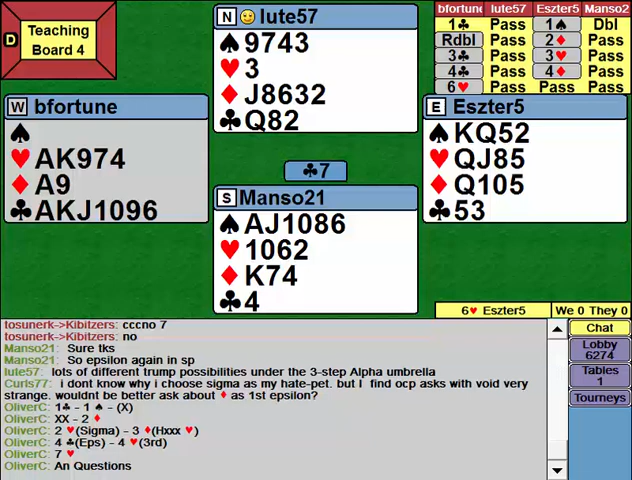 D
Teaching
Board 4
N lute57
♠ 9743
♥ 3
♦ J8632
♣ Q82
bfortune lute57 Eszter5 Manso2
1♣ Pass 1♠ Dbl
Rdbl Pass 2♦ Pass
3♣ Pass 3♥ Pass
4♣ Pass 4♦ Pass
6♥ Pass Pass Pass
W bfortune
♠
♥ AK974
♦ A9
♣ AKJ1096
E Eszter5
♠ KQ52
♥ QJ85
♦ Q105
♣ 53
♣7
S Manso21
♠ AJ1086
♥ 1062
♦ K74
♣ 4
6♥ Eszter5
We 0 They 0
tosunerk->Kibitzers: cccno 7
tosunerk->Kibitzers: no
Manso21: Sure tks
Manso21: So epsilon again in sp
lute57: lots of different trump possibilities under the 3-step Alpha umbrella
Curls77: i dont know why i choose sigma as my hate-pet. but I find ocp asks with void very
strange. wouldnt be better ask about ♦ as 1st epsilon?
OliverC: 1♣ - 1 ♠ - (X)
OliverC: XX - 2 ♦
OliverC: 2 ♥(Sigma) - 3 ♦(Hxxx ♥)
OliverC: 4 ♣(Eps) - 4 ♥(3rd)
OliverC: 7 ♥
OliverC: An Questions
Chat
Lobby
6274
Tables
1
Tourneys